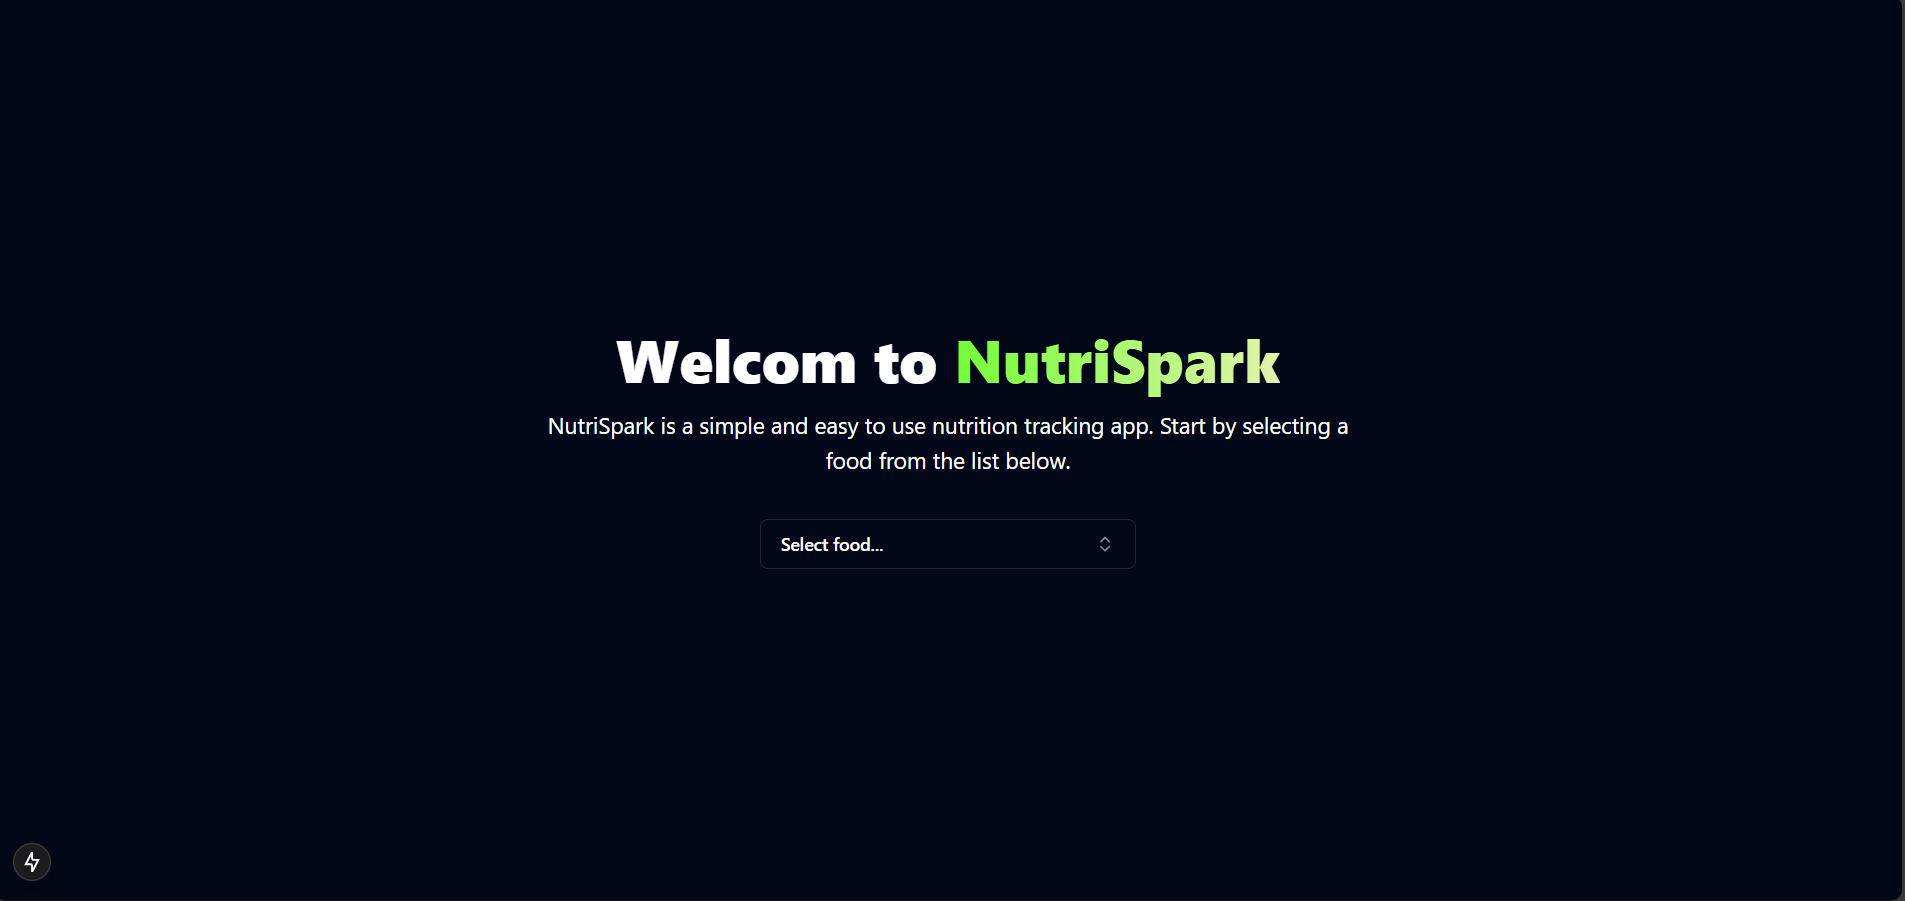 Welcom to NutriSpark
NutriSpark is a simple and easy to use nutrition tracking app. Start by selecting a
food from the list below.
Select food...